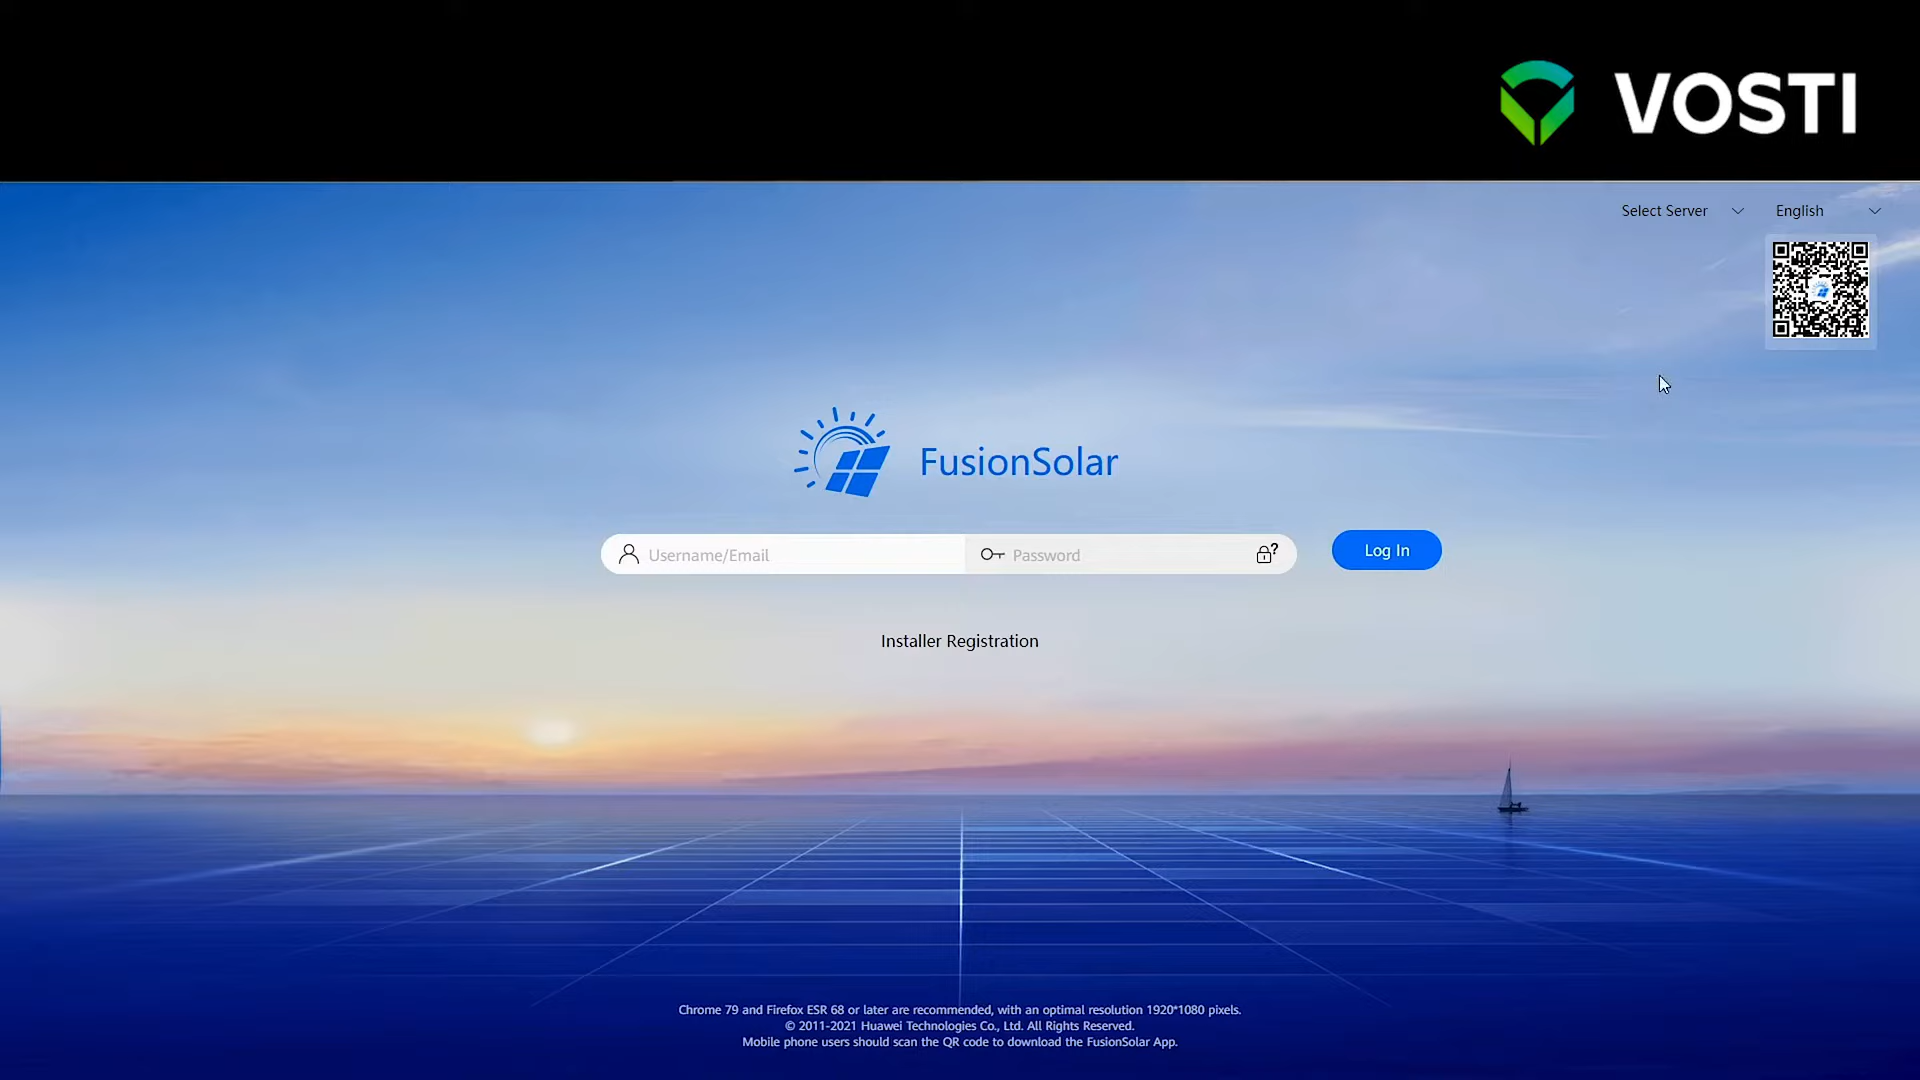 VOSTI
Select Server English
FusionSolar
Username/Email Password ? Log In
Installer Registration
Chrome 79 and Firefox ESR 68 or later are recommended, with an optimal resolution 1920*1080 pixels.
© 2011-2021 Huawei Technologies Co., Ltd. All Rights Reserved.
Mobile phone users should scan the QR code to download the FusionSolar App.